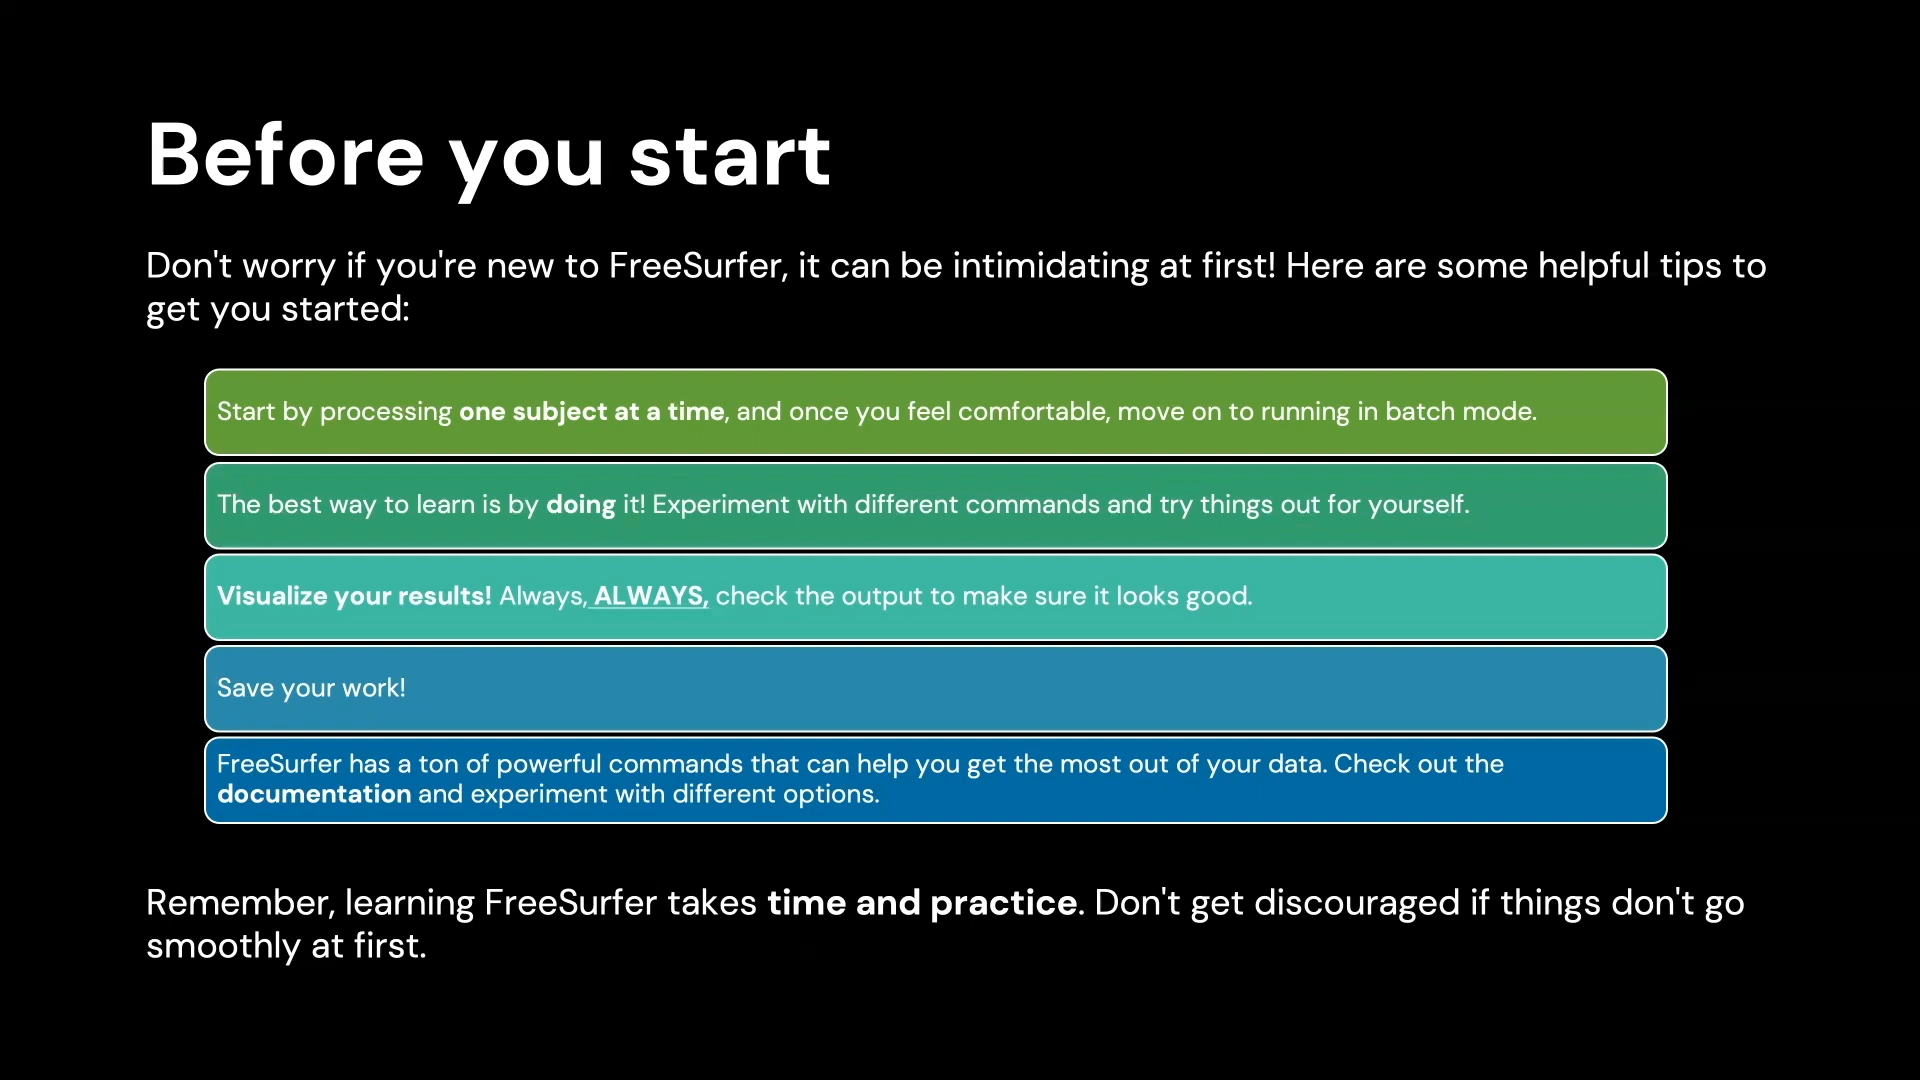 Before you start
Don't worry if you're new to FreeSurfer, it can be intimidating at first! Here are some helpful tips to
get you started:
Start by processing one subject at a time, and once you feel comfortable, move on to running in batch mode.
The best way to learn is by doing it! Experiment with different commands and try things out for yourself.
Visualize your results! Always, ALWAYS, check the output to make sure it looks good.
Save your work!
FreeSurfer has a ton of powerful commands that can help you get the most out of your data. Check out the
documentation and experiment with different options.
Remember, learning FreeSurfer takes time and practice. Don't get discouraged if things don't go
smoothly at first.